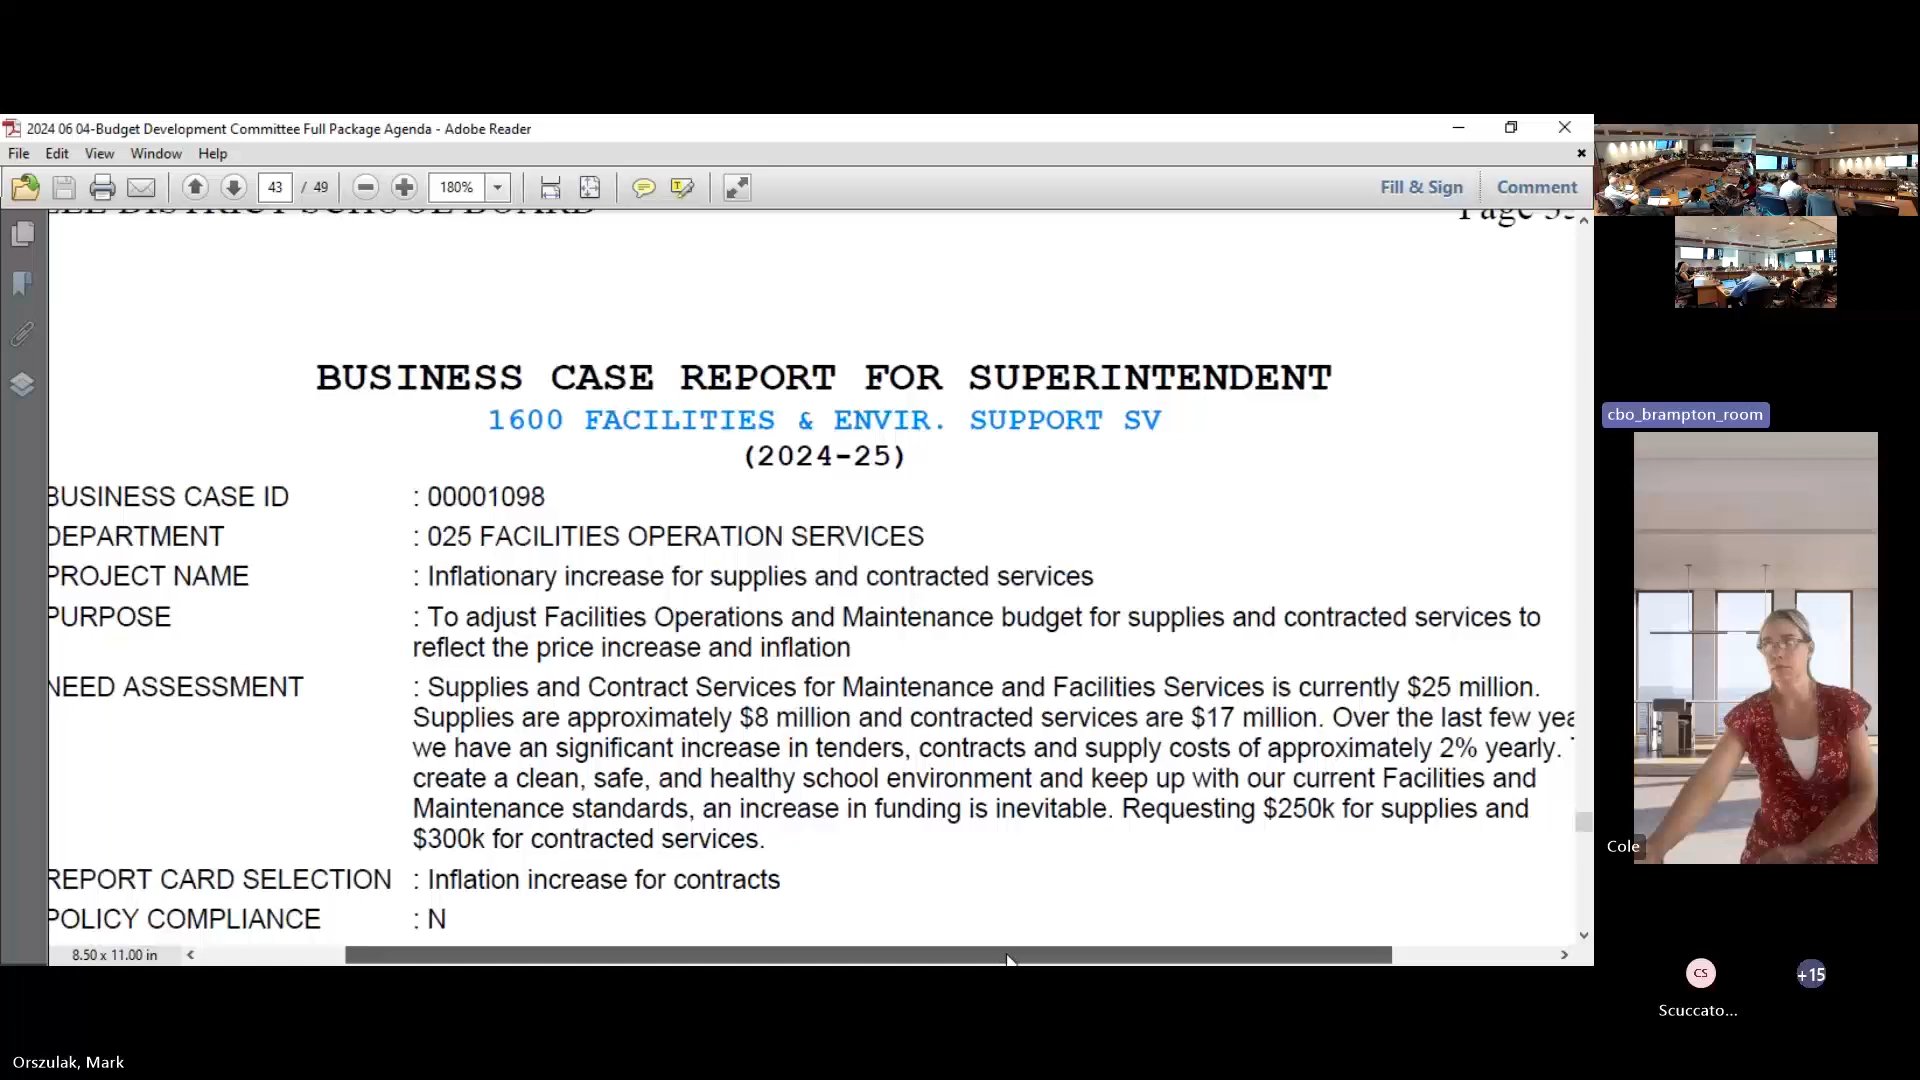 2024 06 04-Budget Development Committee Full Package Agenda - Adobe Reader
File Edit View Window Help
43 / 49 180% Fill & Sign Comment
DISTRICT SCHOOL BOARD Page
BUSINESS CASE REPORT FOR SUPERINTENDENT
1600 FACILITIES & ENVIR. SUPPORT SV
(2024-25)
BUSINESS CASE ID : 00001098
DEPARTMENT : 025 FACILITIES OPERATION SERVICES
PROJECT NAME : Inflationary increase for supplies and contracted services
PURPOSE : To adjust Facilities Operations and Maintenance budget for supplies and contracted services to
reflect the price increase and inflation
NEED ASSESSMENT : Supplies and Contract Services for Maintenance and Facilities Services is currently $25 million.
Supplies are approximately $8 million and contracted services are $17 million. Over the last few yea
we have an significant increase in tenders, contracts and supply costs of approximately 2% yearly.
create a clean, safe, and healthy school environment and keep up with our current Facilities and
Maintenance standards, an increase in funding is inevitable. Requesting $250k for supplies and
$300k for contracted services.
REPORT CARD SELECTION : Inflation increase for contracts
POLICY COMPLIANCE : N
8.50 x 11.00 in
cbo_brampton_room
Cole
CS
+15
Scuccato...
Orszulak, Mark